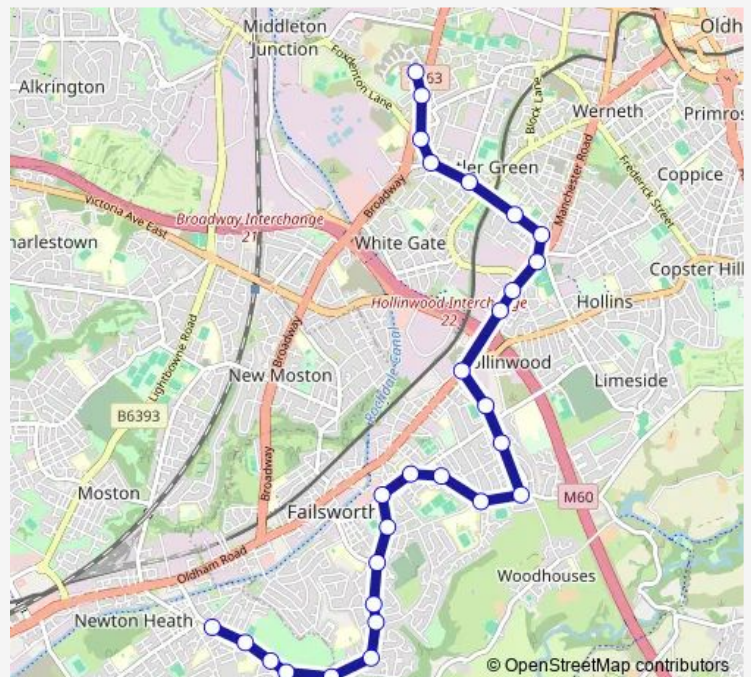 Middleton
Junction
Oldh
Alkrington
Foxdenton Lane
63
Block Lane
Werneth
Primros
tler Green
Manchester Road
Frederick Street
Coppice
Victoria Ave East
Broadway Interchange
21
Broadway
harlestown
White Gate
Copster Hill
Hollinwood Interchange
22
Hollins
Lightbowne Road
Broadway
Rochdale Canal
ollinwood
New Moston
Limeside
B6393
Broadway
Moston
Failsworth
M60
Oldham Road
Woodhouses
Newton Heath
© OpenStreetMap contributors